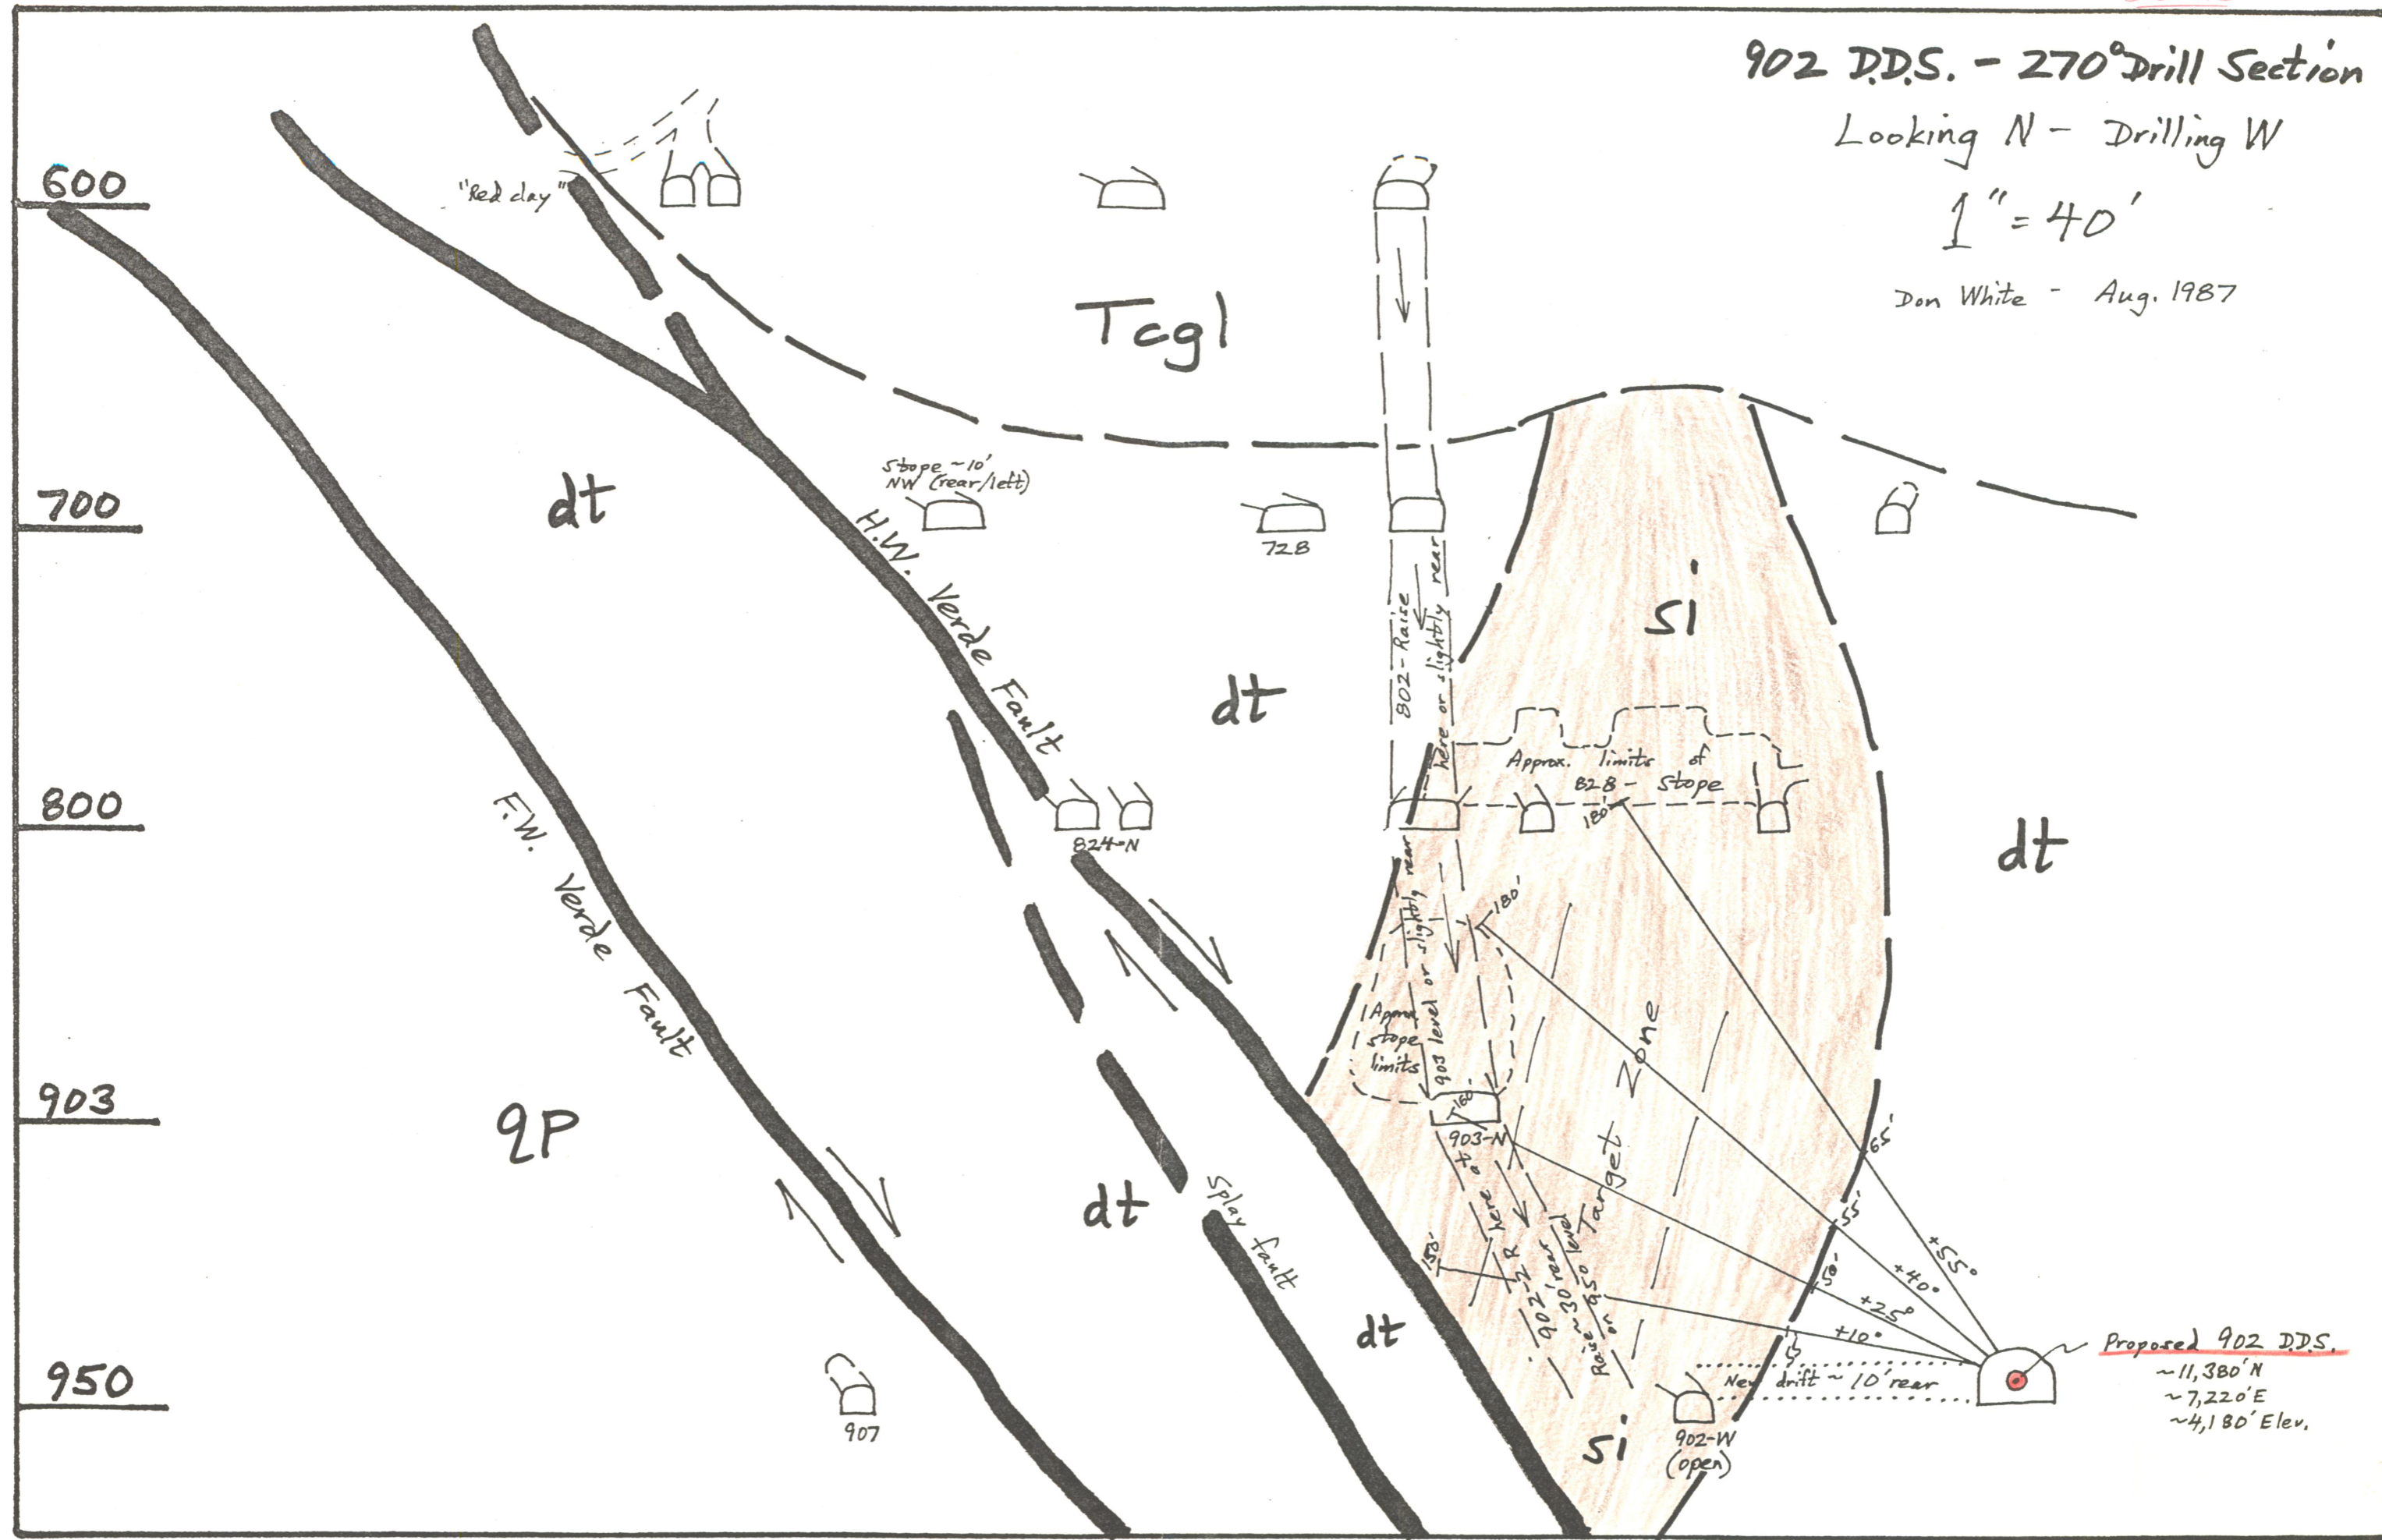 902 D.D.S. - 270° Drill Section
Looking N - Drilling W
1" = 40'
Don White - Aug. 1987
600
"Red clay"
Tcgl
700
dt
Stope ~10'
NW (rear/left)
728
H.W. Verde Fault
802-Raise
here or slightly rear
si
dt
800
F.W. Verde Fault
824-N
Approx. limits of
828 - Stope
180'
dt
180'
903 level or slightly rear
Approx
stope
limits
Target Zone
903
qp
160'
903-N
65'
55'
50'
dt
Splay fault
150'
902-2 R here at
Raise ~30' rear
on 950 level
dt
+55°
+40°
+25°
+10°
Proposed 902 D.D.S.
~11,380' N
~7,220' E
~4,180' Elev.
950
907
New drift ~10' rear
si
902-W
(open)